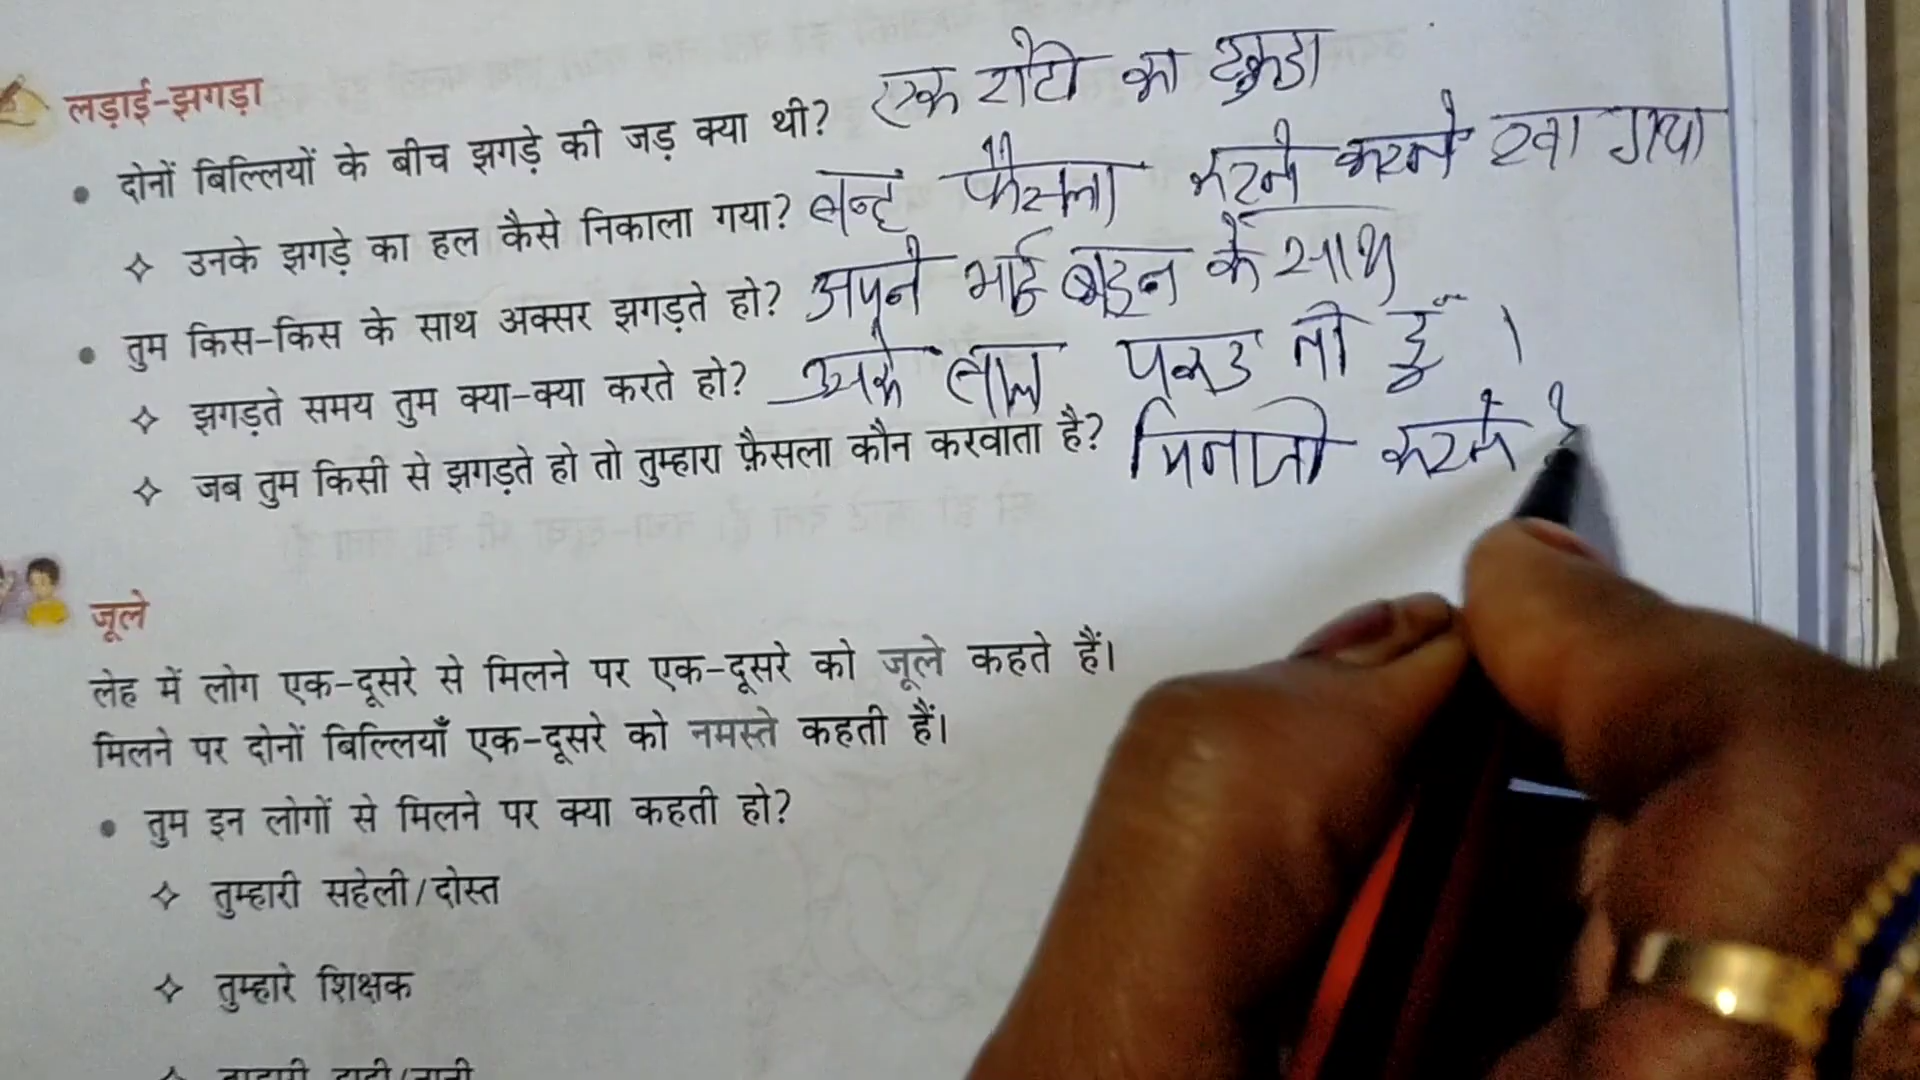 लड़ाई-झगड़ा
दोनों बिल्लियों के बीच झगड़े की जड़ क्या थी? एक रोटी का टुकडा
उनके झगड़े का हल कैसे निकाला गया? बन्दर फैसला करने करते खा गया
तुम किस-किस के साथ अक्सर झगड़ते हो? अपने भाई बहन के साथ
झगड़ते समय तुम क्या-क्या करते हो? उसके बाल पकड़ ती हूँ ।
जब तुम किसी से झगड़ते हो तो तुम्हारा फ़ैसला कौन करवाता है? पिताजी करते
जूले
लेह में लोग एक-दूसरे से मिलने पर एक-दूसरे को जूले कहते हैं।
मिलने पर दोनों बिल्लियाँ एक-दूसरे को नमस्ते कहती हैं।
तुम इन लोगों से मिलने पर क्या कहती हो?
तुम्हारी सहेली/दोस्त
तुम्हारे शिक्षक